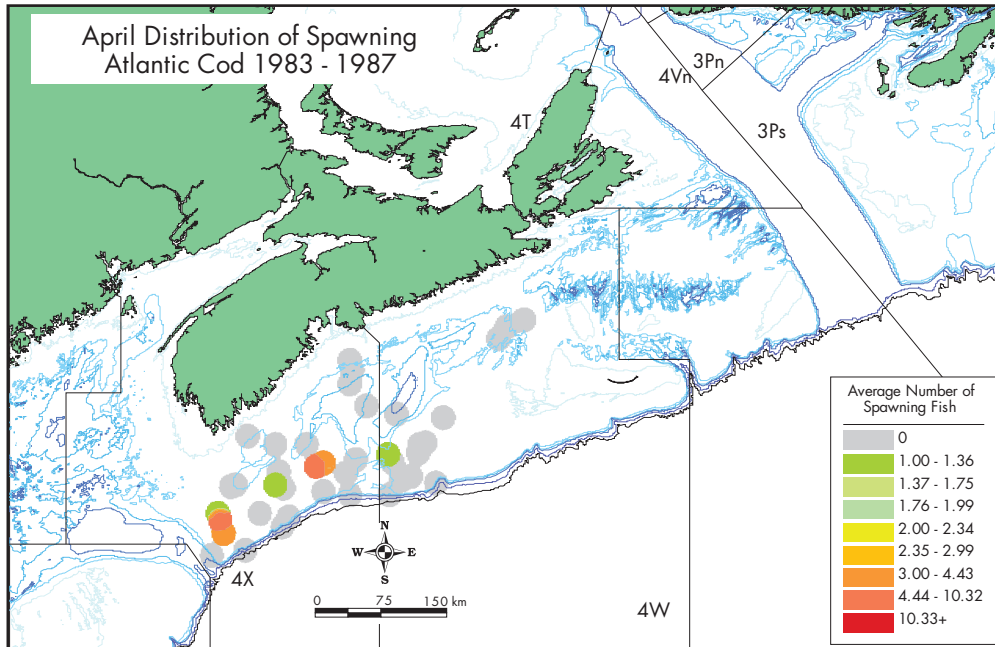 April Distribution of Spawning
Atlantic Cod 1983 - 1987
3Pn
4Vn
4T
3Ps
Average Number of
Spawning Fish
0
1.00 - 1.36
1.37 - 1.75
1.76 - 1.99
2.00 - 2.34
2.35 - 2.99
3.00 - 4.43
4.44 - 10.32
10.33+
N
W E
S
4X
0 75 150 km
4W